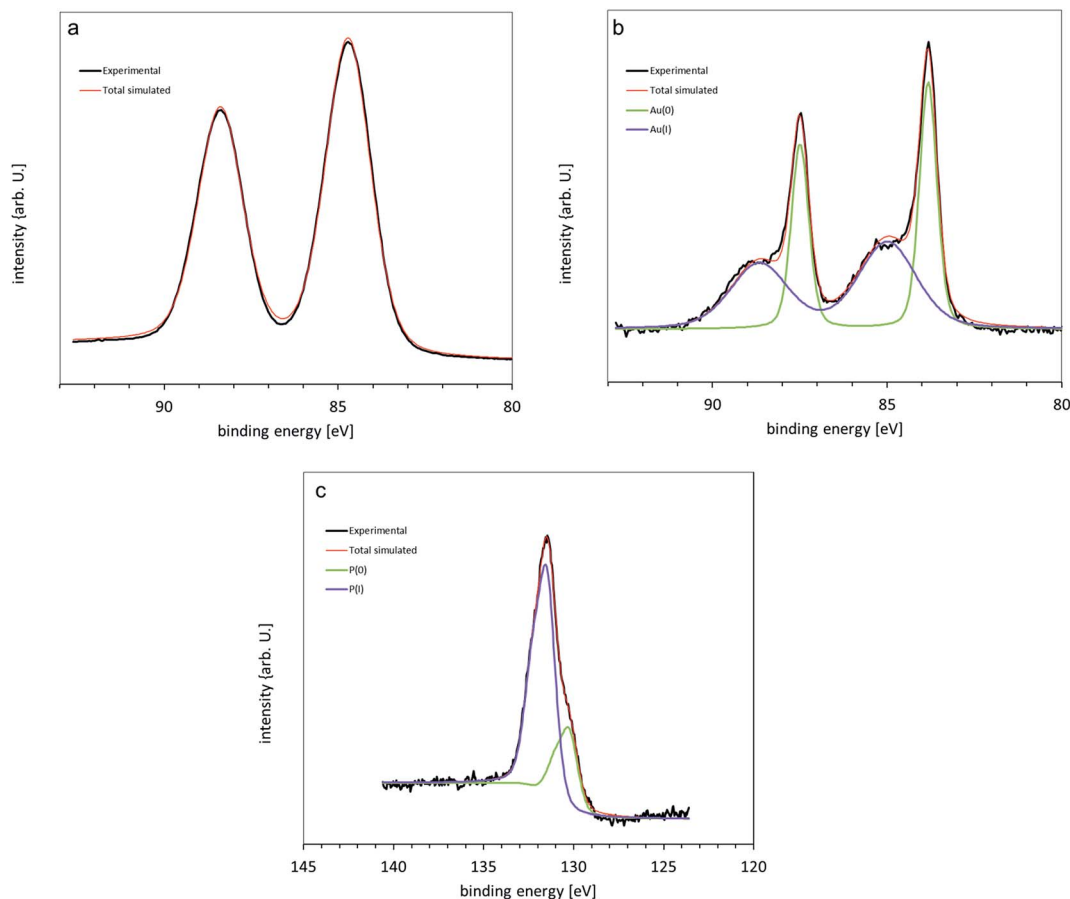 a
Experimental
Total simulated
intensity {arb. U.]
90
85
80
binding energy [eV]
b
Experimental
Total simulated
Au(0)
Au(I)
intensity {arb. U.]
90
85
80
binding energy [eV]
c
Experimental
Total simulated
P(0)
P(I)
intensity {arb. U.]
145
140
135
130
125
120
binding energy [eV]